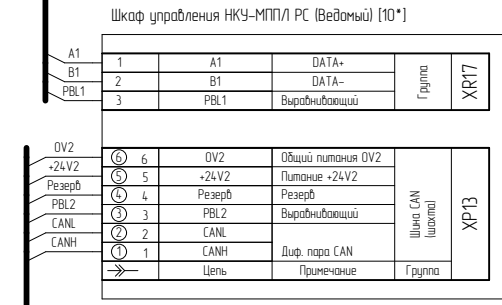 Шкаф управления НКУ-МППЛ РС (Ведомый) [10*]
A1 1 A1 DATA+ Группа XR17
B1 2 B1 DATA-
PBL1 3 PBL1 Выравнивающий
0V2 6 6 0V2 Общий питания 0V2 Шина CAN (шахта) XP13
+24V2 5 5 +24V2 Питание +24V2
Резерв 4 4 Резерв Резерв
PBL2 3 3 PBL2 Выравнивающий
CANL 2 2 CANL
CANH 1 1 CANH Диф. пара CAN
Цепь Примечание Группа